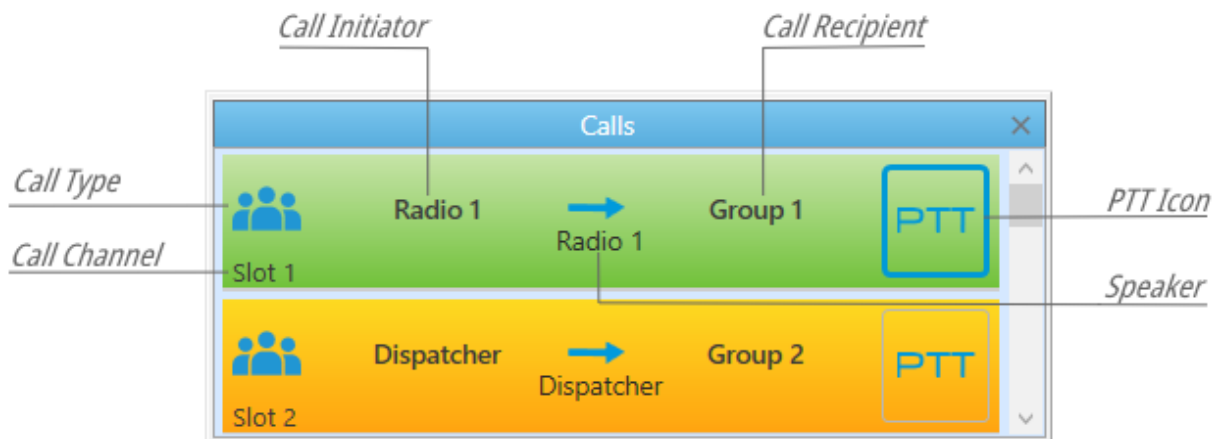 Call Initiator
Call Recipient
Calls
Call Type
Radio 1
Group 1
PTT
PTT Icon
Radio 1
Call Channel
Slot 1
Speaker
Dispatcher
Group 2
PTT
Dispatcher
Slot 2